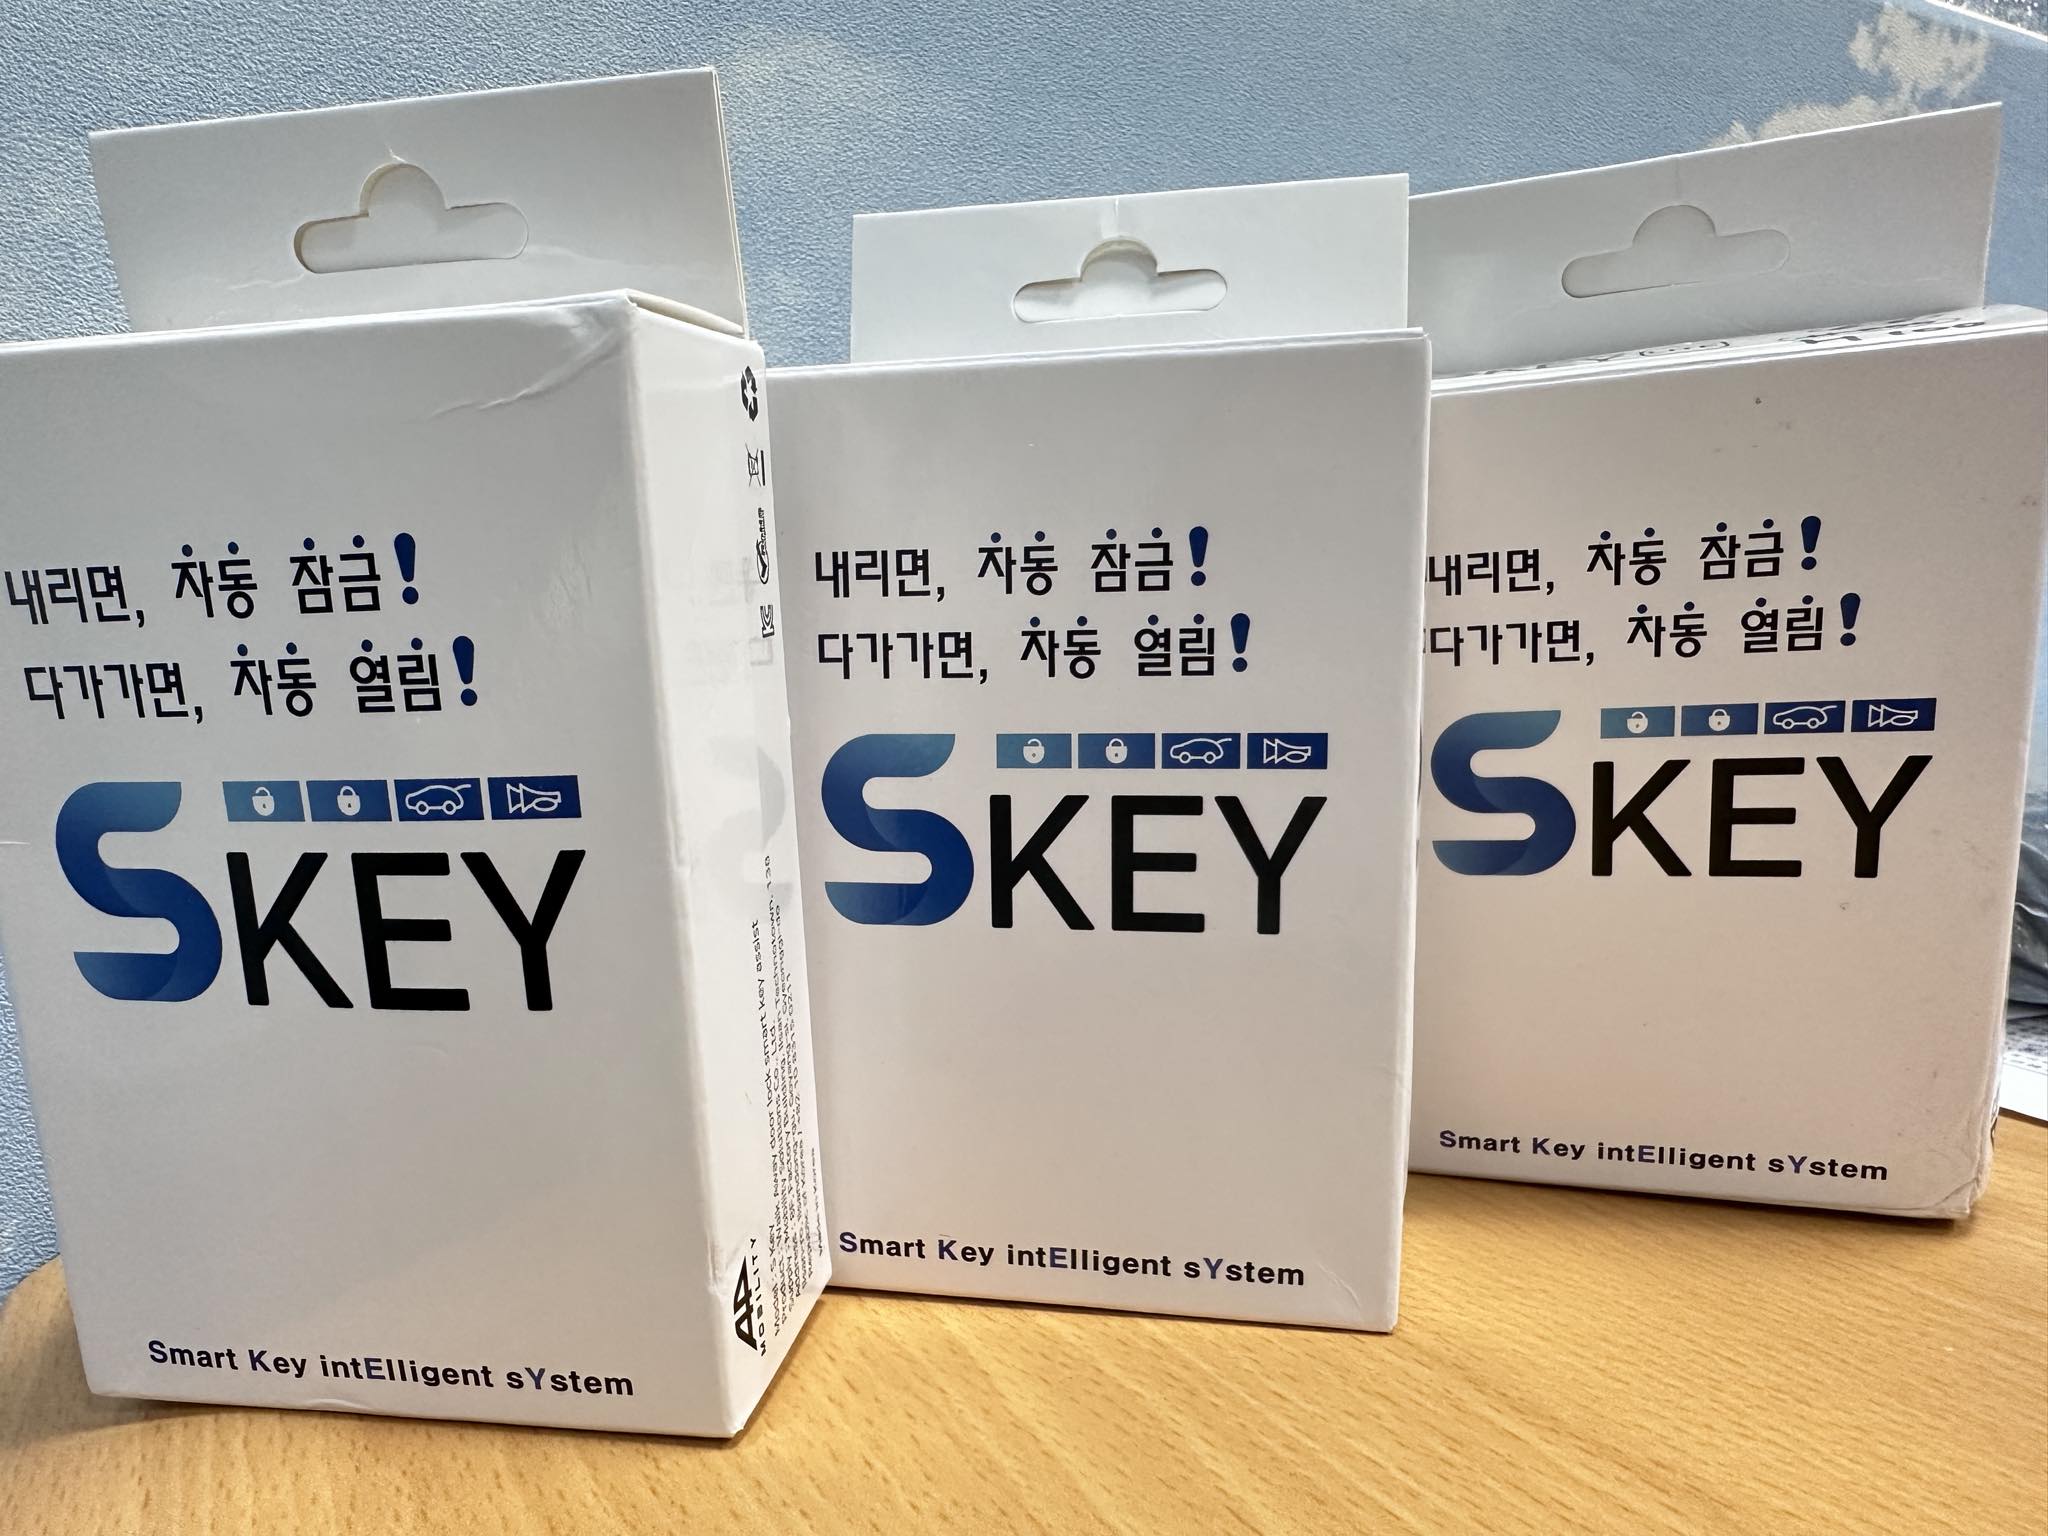 내리면, 자동 잠금!
다가가면, 자동 열림!
SKEY
Smart Key intElligent sYstem
AP
MOBILITY
내리면, 자동 잠금!
다가가면, 자동 열림!
SKEY
Smart Key intElligent sYstem
내리면, 자동 잠금!
다가가면, 자동 열림!
SKEY
Smart Key intElligent sYstem